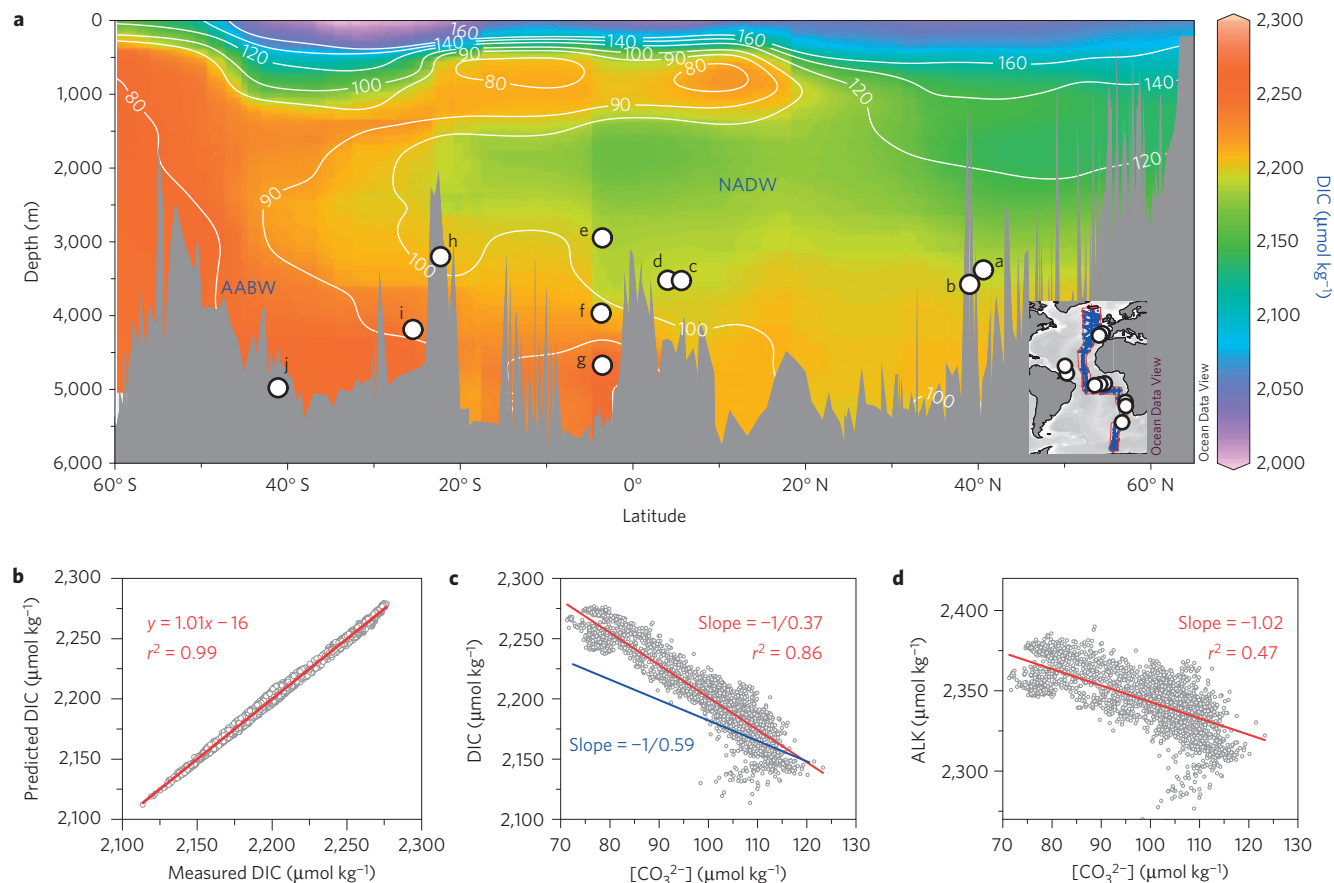 a
0
1,000
2,000
3,000
4,000
5,000
6,000
Depth (m)
60° S
40° S
20° S
0°
20° N
40° N
60° N
Latitude
160
140
120
100
80
90
160
140
100
90
80
80
90
160
120
160
140
120
80
90
100
100
100
100
NADW
AABW
a
b
c
d
e
f
g
h
i
j
Ocean Data View
Ocean Data View
2,300
2,250
2,200
2,150
2,100
2,050
2,000
DIC (μmol kg⁻¹)
b
2,300
2,250
2,200
2,150
2,100
Predicted DIC (μmol kg⁻¹)
y = 1.01x − 16
r² = 0.99
2,100
2,150
2,200
2,250
2,300
Measured DIC (μmol kg⁻¹)
c
2,300
2,250
2,200
2,150
2,100
DIC (μmol kg⁻¹)
Slope = −1/0.37
r² = 0.86
Slope = −1/0.59
70
80
90
100
110
120
130
[CO₃²⁻] (μmol kg⁻¹)
d
2,400
2,350
2,300
ALK (μmol kg⁻¹)
Slope = −1.02
r² = 0.47
70
80
90
100
110
120
130
[CO₃²⁻] (μmol kg⁻¹)